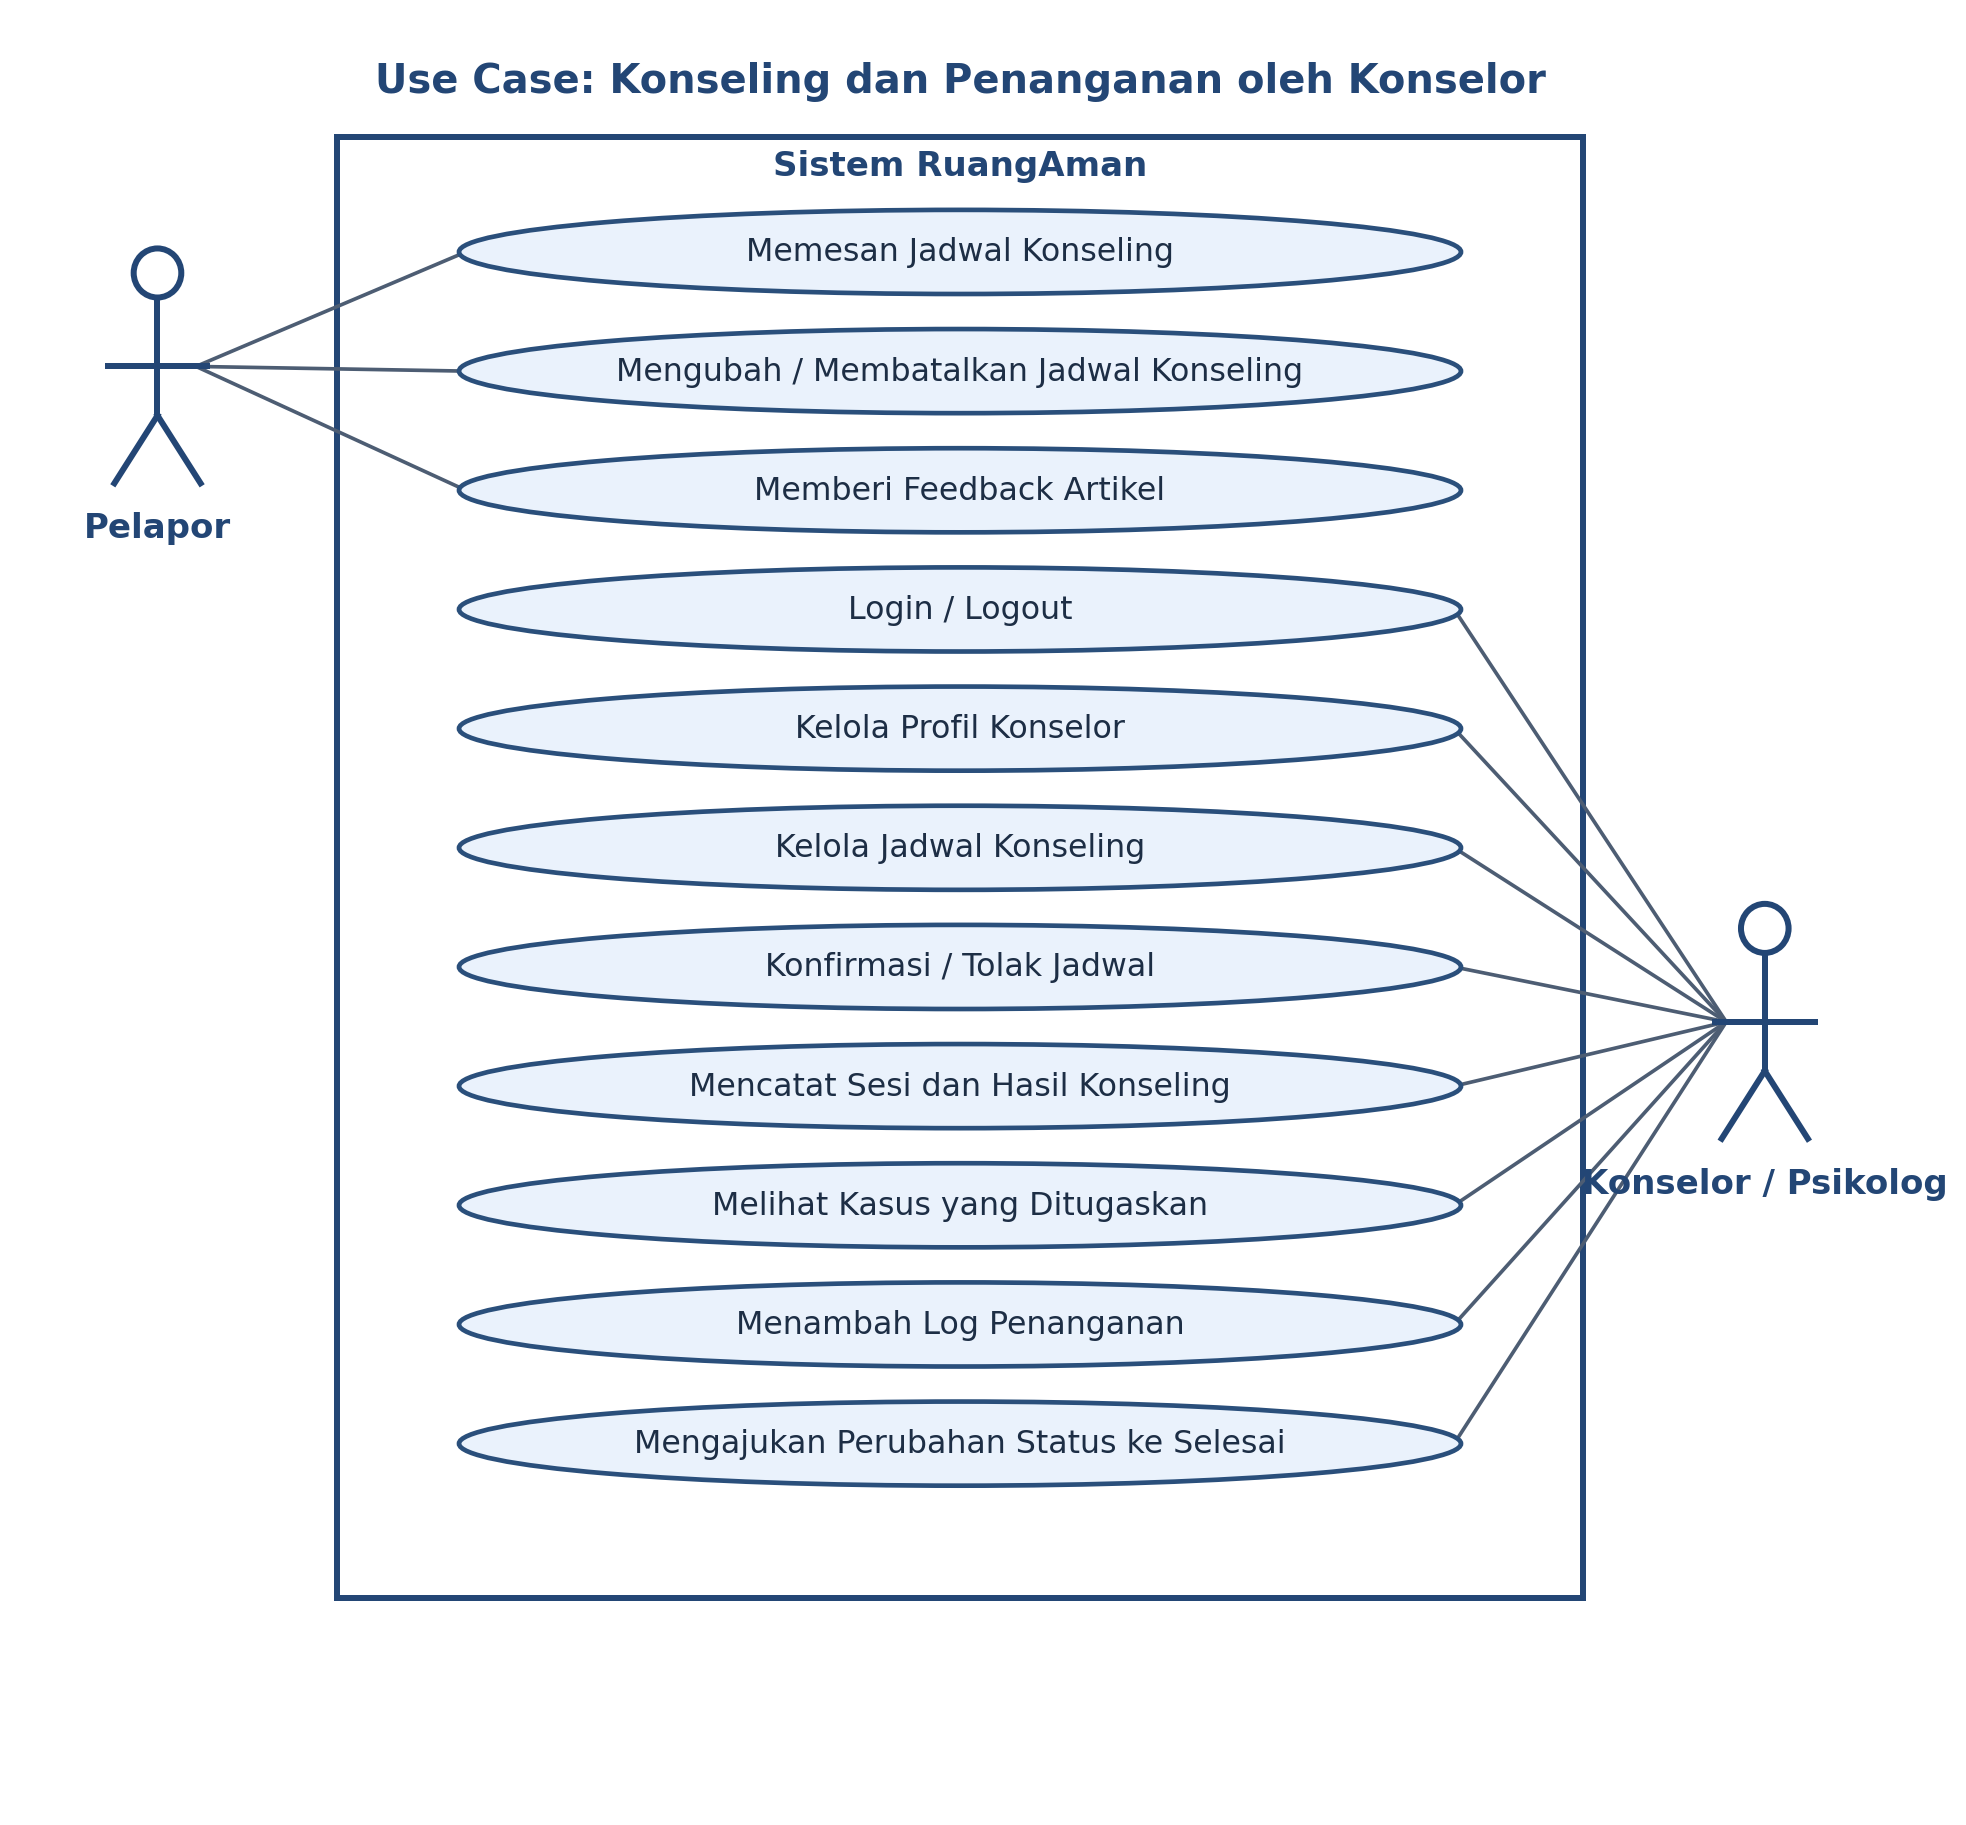 Use Case: Konseling dan Penanganan oleh Konselor
Sistem RuangAman
Memesan Jadwal Konseling
Mengubah / Membatalkan Jadwal Konseling
Memberi Feedback Artikel
Pelapor
Login / Logout
Kelola Profil Konselor
Kelola Jadwal Konseling
Konfirmasi / Tolak Jadwal
Mencatat Sesi dan Hasil Konseling
Konselor / Psikolog
Melihat Kasus yang Ditugaskan
Menambah Log Penanganan
Mengajukan Perubahan Status ke Selesai